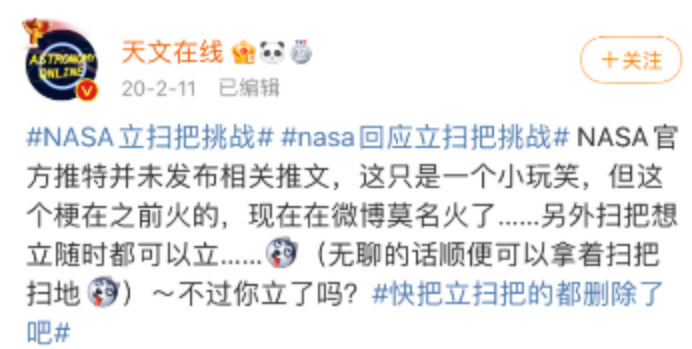 ASTRONOMY
ONLINE
天文在线
+关注
20-2-11 已编辑
#NASA立扫把挑战# #nasa回应立扫把挑战# NASA官
方推特并未发布相关推文，这只是一个小玩笑，但这
个梗在之前火的，现在在微博莫名火了……另外扫把想
立随时都可以立……（无聊的话顺便可以拿着扫把
扫地）～不过你立了吗？#快把立扫把的都删除了
吧#